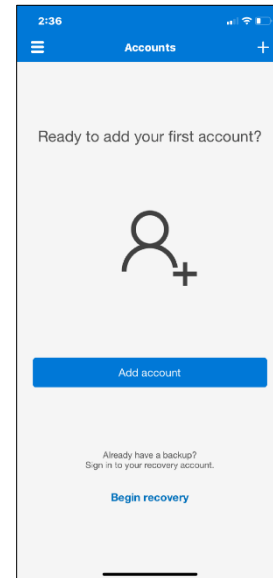 2:36
Accounts
Ready to add your first account?
Add account
Already have a backup?
Sign in to your recovery account.
Begin recovery